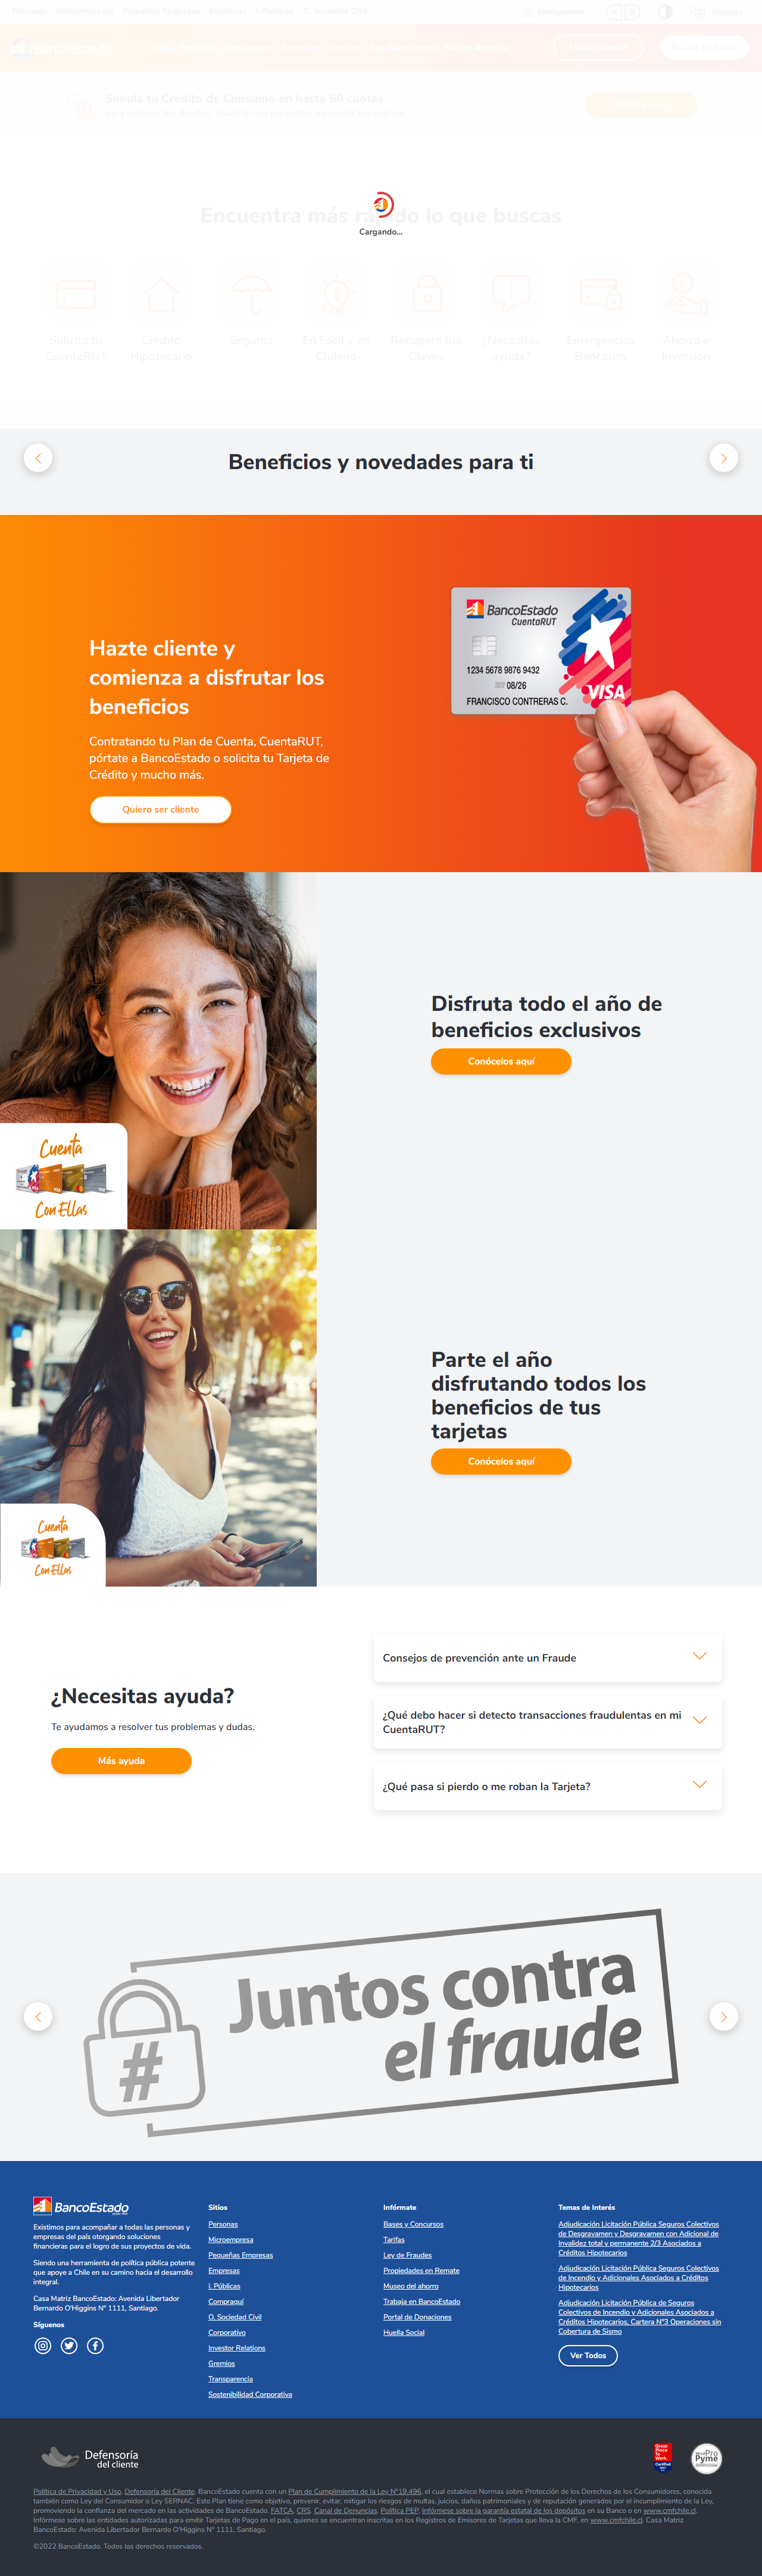 Personas Microempresas Pequeñas Empresas Empresas I. Públicas O. Sociedad Civil Emergencias
BancoEstado
Simula tu Crédito de Consumo en hasta 60 cuotas
Encuentra más rápido lo que buscas
Cargando...
Solicita tu CuentaRUT
Crédito Hipotecario
Seguros
En Fácil y en Chileno
Recupera tus Claves
¿Necesitas ayuda?
Emergencias Bancarias
Ahorro e Inversión
Beneficios y novedades para ti
Hazte cliente y
comienza a disfrutar los
beneficios
Contratando tu Plan de Cuenta, CuentaRUT,
pórtate a BancoEstado o solicita tu Tarjeta de
Crédito y mucho más.
Quiero ser cliente
BancoEstado
CuentaRUT
1234 5678 9876 9432
08/26
FRANCISCO CONTRERAS C.
VISA
Disfruta todo el año de
beneficios exclusivos
Conócelos aquí
Cuenta
Con Ellas
Parte el año
disfrutando todos los
beneficios de tus
tarjetas
Conócelos aquí
Cuenta
Con Ellas
¿Necesitas ayuda?
Te ayudamos a resolver tus problemas y dudas.
Más ayuda
Consejos de prevención ante un Fraude
¿Qué debo hacer si detecto transacciones fraudulentas en mi
CuentaRUT?
¿Qué pasa si pierdo o me roban la Tarjeta?
#
Juntos contra
el fraude
BancoEstado
Existimos para acompañar a todas las personas y
empresas del país otorgando soluciones
financieras para el logro de sus proyectos de vida.
Siendo una herramienta de política pública potente
que apoye a Chile en su camino hacia el desarrollo
integral.
Casa Matriz BancoEstado: Avenida Libertador
Bernardo O'Higgins N° 1111, Santiago.
Síguenos
Sitios
Personas
Microempresa
Pequeñas Empresas
Empresas
I. Públicas
Compraquí
O. Sociedad Civil
Corporativo
Investor Relations
Gremios
Transparencia
Sostenibilidad Corporativa
Infórmate
Bases y Concursos
Tarifas
Ley de Fraudes
Propiedades en Remate
Museo del ahorro
Trabaja en BancoEstado
Portal de Donaciones
Huella Social
Temas de Interés
Adjudicación Licitación Pública Seguros Colectivos
de Desgravamen y Desgravamen con Adicional de
Invalidez total y permanente 2/3 Asociados a
Créditos Hipotecarios
Adjudicación Licitación Pública Seguros Colectivos
de Incendio y Adicionales Asociados a Créditos
Hipotecarios
Adjudicación Licitación Pública de Seguros
Colectivos de Incendio y Adicionales Asociados a
Créditos Hipotecarios, Cartera N°3 Operaciones sin
Cobertura de Sismo
Ver Todos
Defensoría
del cliente
Great
Place
To
Work.
Certified
ProPyme
Política de Privacidad y Uso. Defensoría del Cliente. BancoEstado cuenta con un Plan de Cumplimiento de la Ley N°19.496, el cual establece Normas sobre Protección de los Derechos de los Consumidores, conocida
también como Ley del Consumidor o Ley SERNAC. Este Plan tiene como objetivo, prevenir, evitar, mitigar los riesgos de multas, juicios, daños patrimoniales y de reputación generados por el incumplimiento de la Ley,
promoviendo la confianza del mercado en las actividades de BancoEstado. FATCA, CRS, Canal de Denuncias. Política PEP. Infórmese sobre la garantía estatal de los depósitos en su Banco o en www.cmfchile.cl.
Infórmese sobre las entidades autorizadas para emitir Tarjetas de Pago en el país, quienes se encuentran inscritas en los Registros de Emisores de Tarjetas que lleva la CMF, en www.cmfchile.cl. Casa Matriz
BancoEstado: Avenida Libertador Bernardo O'Higgins N° 1111, Santiago.
©2022 BancoEstado. Todos los derechos reservados.